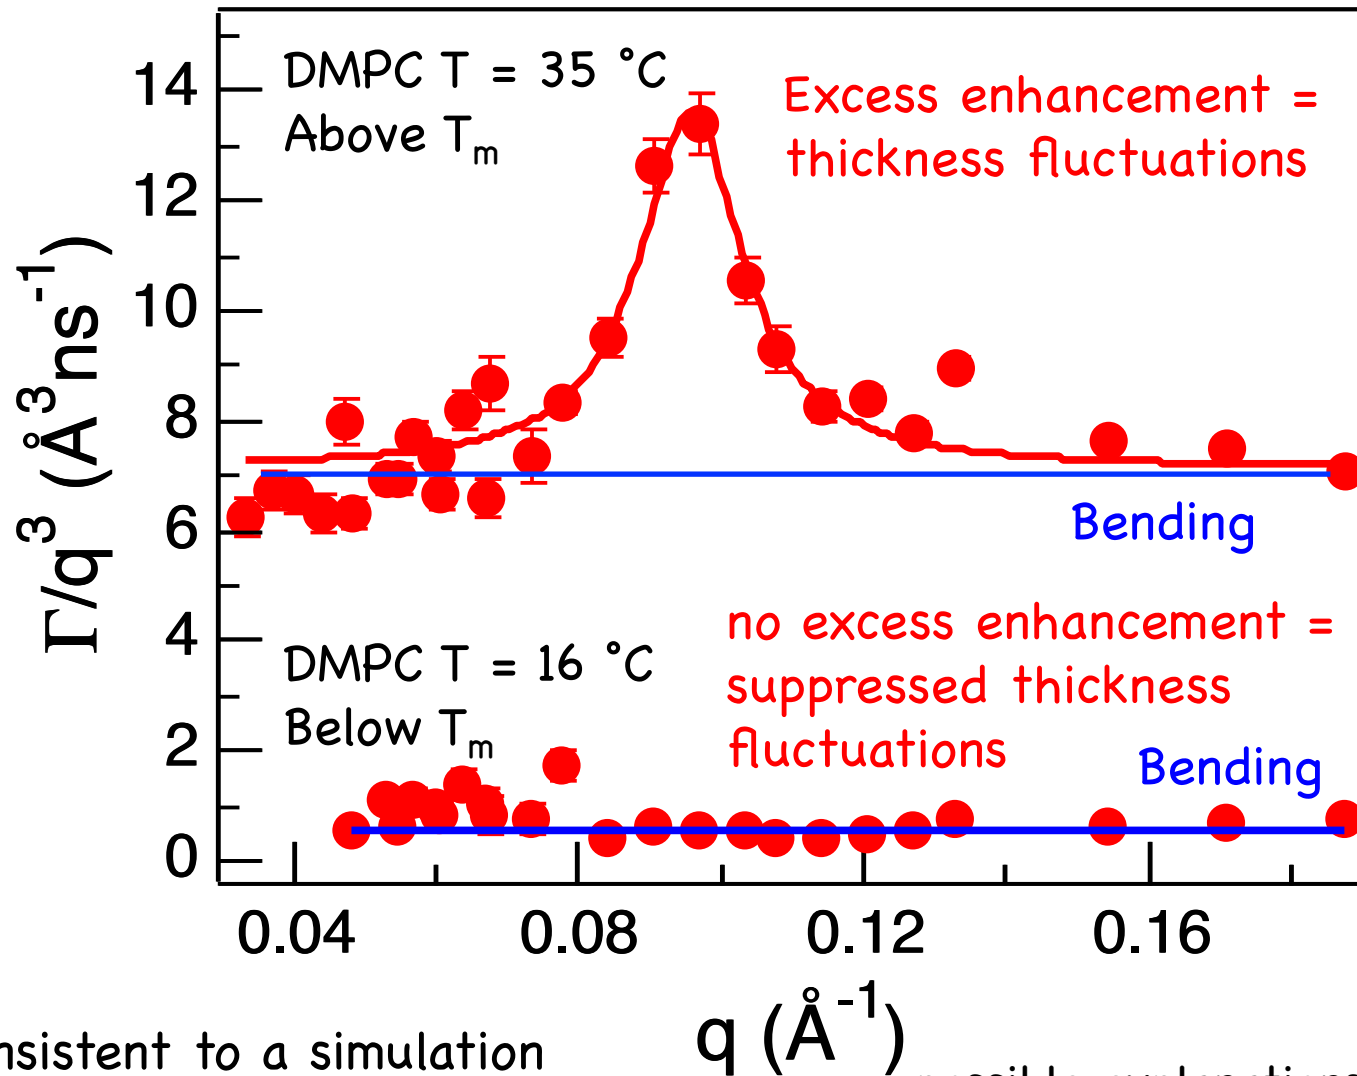 DMPC T = 35 °C
Above Tm
Excess enhancement =
thickness fluctuations
Bending
DMPC T = 16 °C
Below Tm
no excess enhancement =
suppressed thickness
fluctuations
Bending
14
12
10
8
6
4
2
0
Γ/q³ (Å³ns⁻¹)
0.04 0.08 0.12 0.16
q (Å⁻¹)
to a simulation